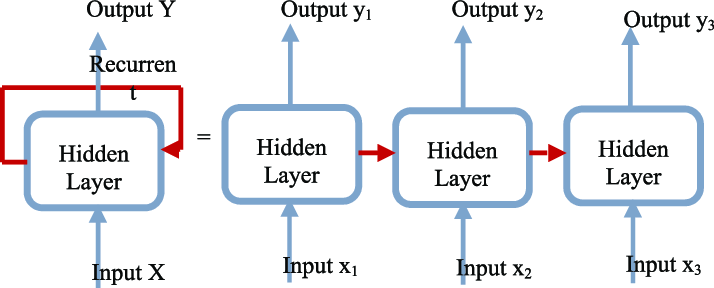 Output Y
Recurren
t
Hidden
Layer
Input X
=
Output y₁
Hidden
Layer
Input x₁
Output y₂
Hidden
Layer
Input x₂
Output y₃
Hidden
Layer
Input x₃